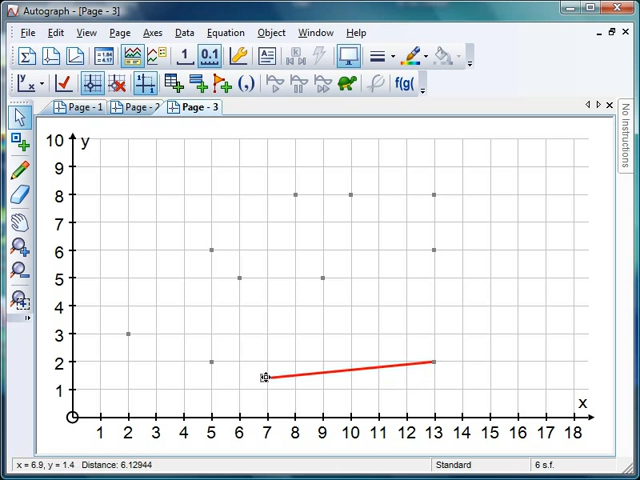 Autograph - [Page - 3]
File Edit View Page Axes Data Equation Object Window Help
1 0.1
f(g(
Page - 1 Page - 2 Page - 3
No Instructions
10 y
9
8
7
6
5
4
3
2
1
x
1 2 3 4 5 6 7 8 9 10 11 12 13 14 15 16 17 18
x = 6.9, y = 1.4 Distance: 6.12944 Standard 6 s.f.